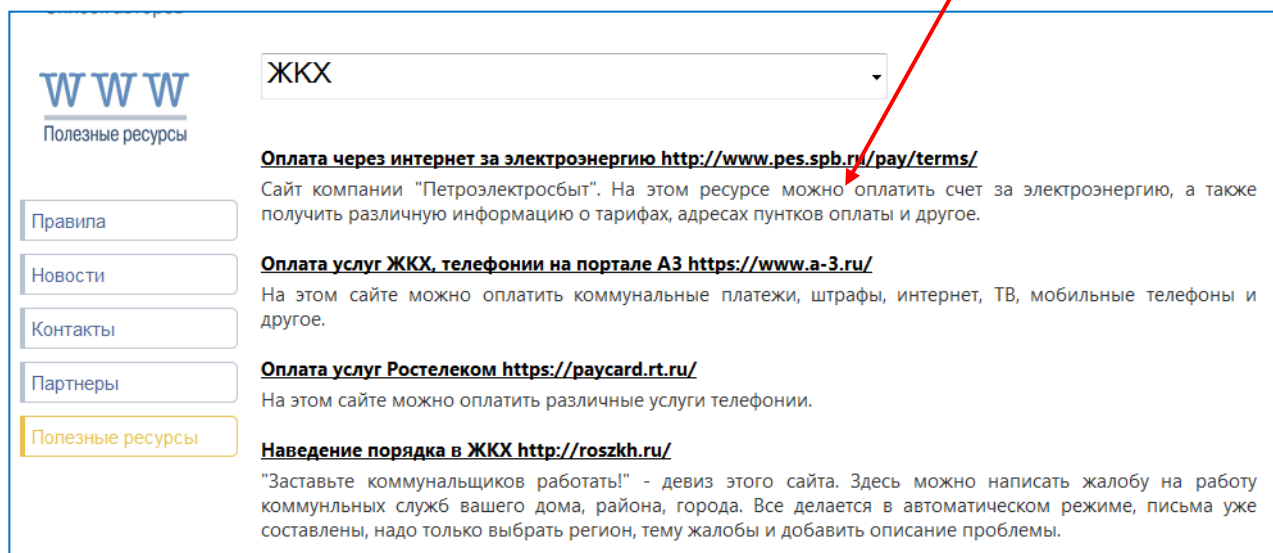 ЖКХ
WWW
Полезные ресурсы
Правила
Новости
Контакты
Партнеры
Полезные ресурсы
Оплата через интернет за электроэнергию http://www.pes.spb.ru/pay/terms/
Сайт компании "Петроэлектросбыт". На этом ресурсе можно оплатить счет за электроэнергию, а также
получить различную информацию о тарифах, адресах пунтков оплаты и другое.
Оплата услуг ЖКХ, телефонии на портале А3 https://www.a-3.ru/
На этом сайте можно оплатить коммунальные платежи, штрафы, интернет, ТВ, мобильные телефоны и
другое.
Оплата услуг Ростелеком https://paycard.rt.ru/
На этом сайте можно оплатить различные услуги телефонии.
Наведение порядка в ЖКХ http://roszkh.ru/
"Заставьте коммунальщиков работать!" - девиз этого сайта. Здесь можно написать жалобу на работу
коммунльных служб вашего дома, района, города. Все делается в автоматическом режиме, письма уже
составлены, надо только выбрать регион, тему жалобы и добавить описание проблемы.